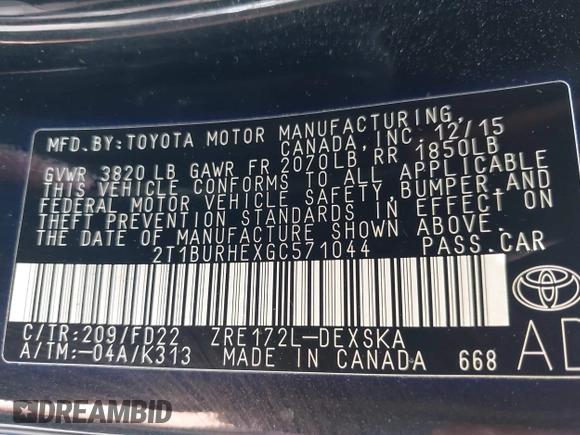 MFD.BY:TOYOTA MOTOR MANUFACTURING,
CANADA, INC. 12/15
GVWR 3820 LB GAWR FR 2070LB, RR 1850LB
THIS VEHICLE CONFORMS TO ALL APPLICABLE
FEDERAL MOTOR VEHICLE SAFETY, BUMPER, AND
THEFT PREVENTION STANDARDS IN EFFECT ON
THE DATE OF MANUFACTURE SHOWN ABOVE.
2T1BURHEXGC571044 PASS.CAR
C/TR:209/FD22 ZRE172L-DEXSKA
A/TM:-04A/K313 MADE IN CANADA 668
TOYOTA
AD
DREAMBID